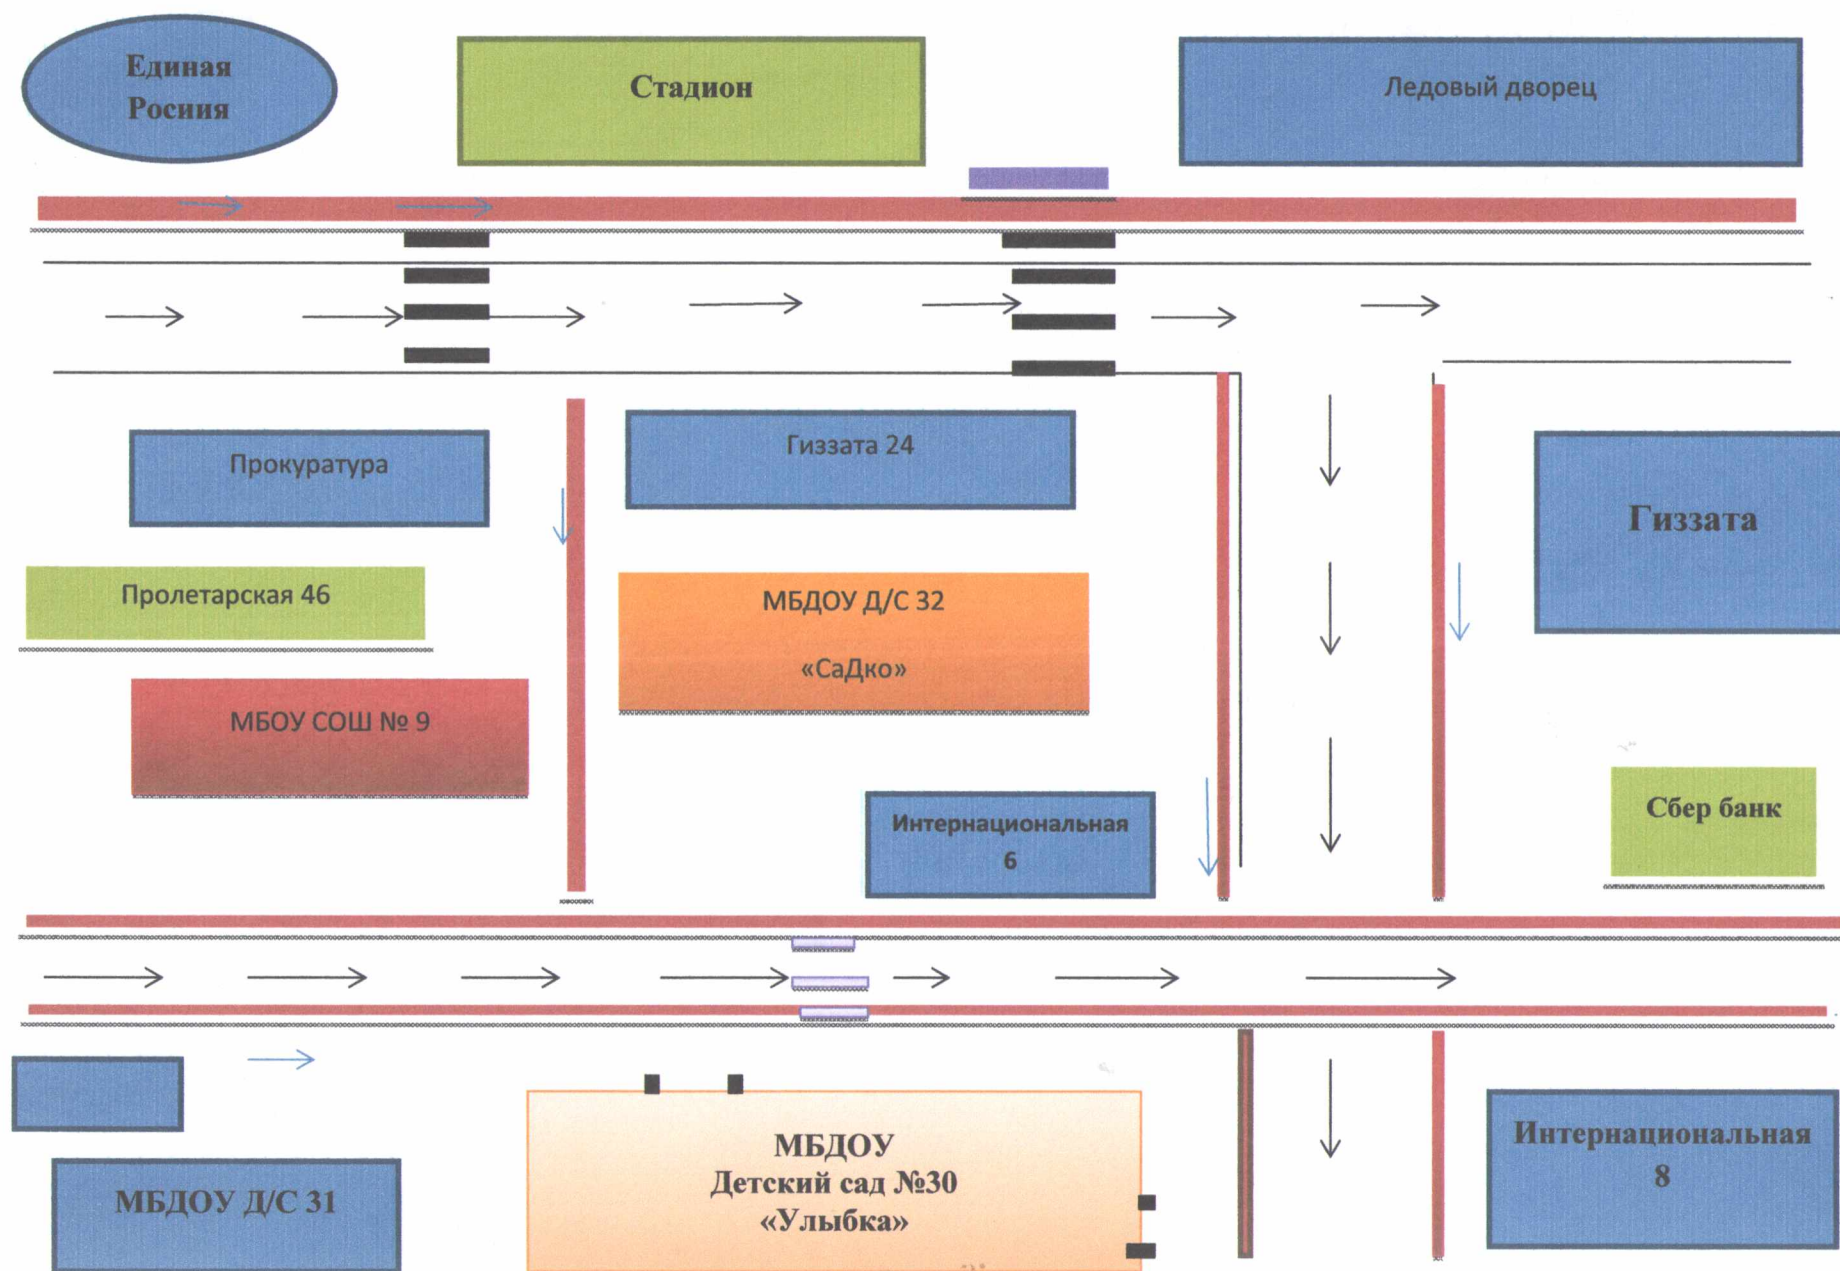 Единая
Росиия
Стадион
Ледовый дворец
Прокуратура
Гиззата 24
Гиззата
Пролетарская 46
МБДОУ Д/С 32
«СаДко»
МБОУ СОШ № 9
Интернациональная
6
Сбер банк
МБДОУ Д/С 31
МБДОУ
Детский сад №30
«Улыбка»
Интернациональная
8